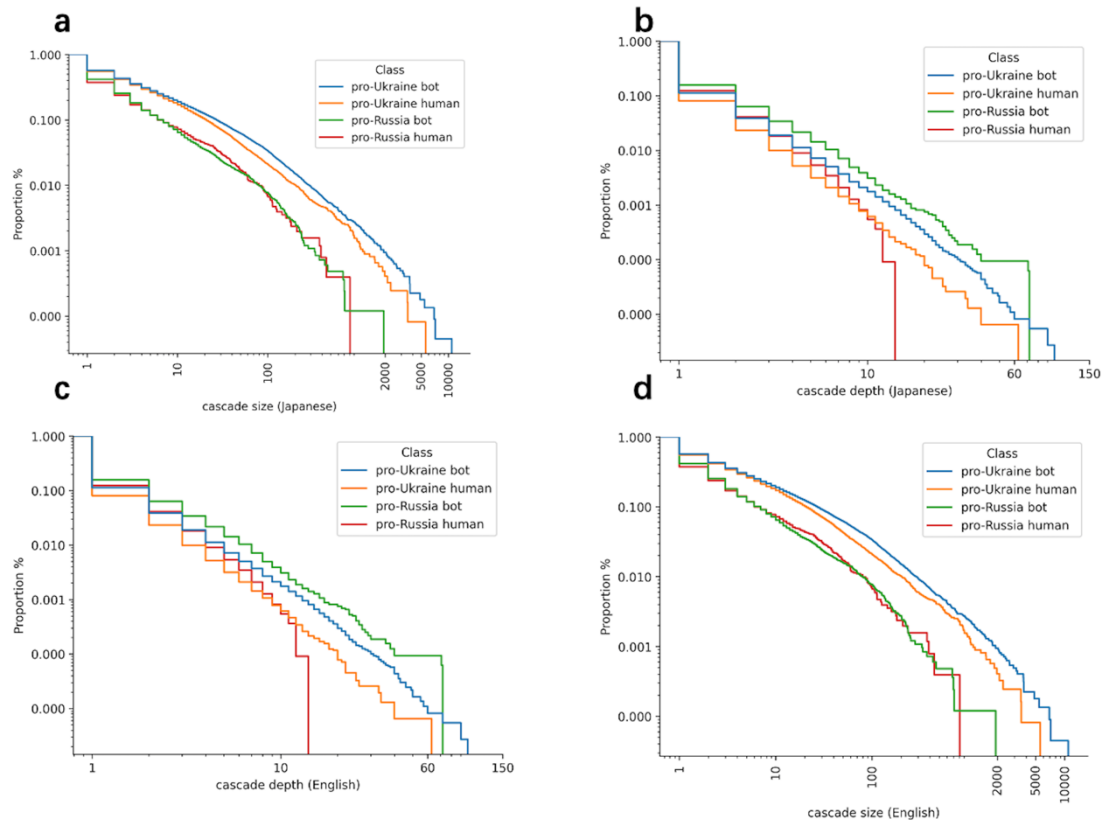 a
Proportion %
1.000
0.100
0.010
0.001
0.000
Class
pro-Ukraine bot
pro-Ukraine human
pro-Russia bot
pro-Russia human
1
10
100
2000
5000
10000
cascade size (Japanese)
b
Proportion %
1.000
0.100
0.010
0.001
0.000
0.000
Class
pro-Ukraine bot
pro-Ukraine human
pro-Russia bot
pro-Russia human
1
10
60
150
cascade depth (Japanese)
c
Proportion %
1.000
0.100
0.010
0.001
0.000
0.000
Class
pro-Ukraine bot
pro-Ukraine human
pro-Russia bot
pro-Russia human
1
10
60
150
cascade depth (English)
d
Proportion %
1.000
0.100
0.010
0.001
0.000
Class
pro-Ukraine bot
pro-Ukraine human
pro-Russia bot
pro-Russia human
1
10
100
2000
5000
10000
cascade size (English)